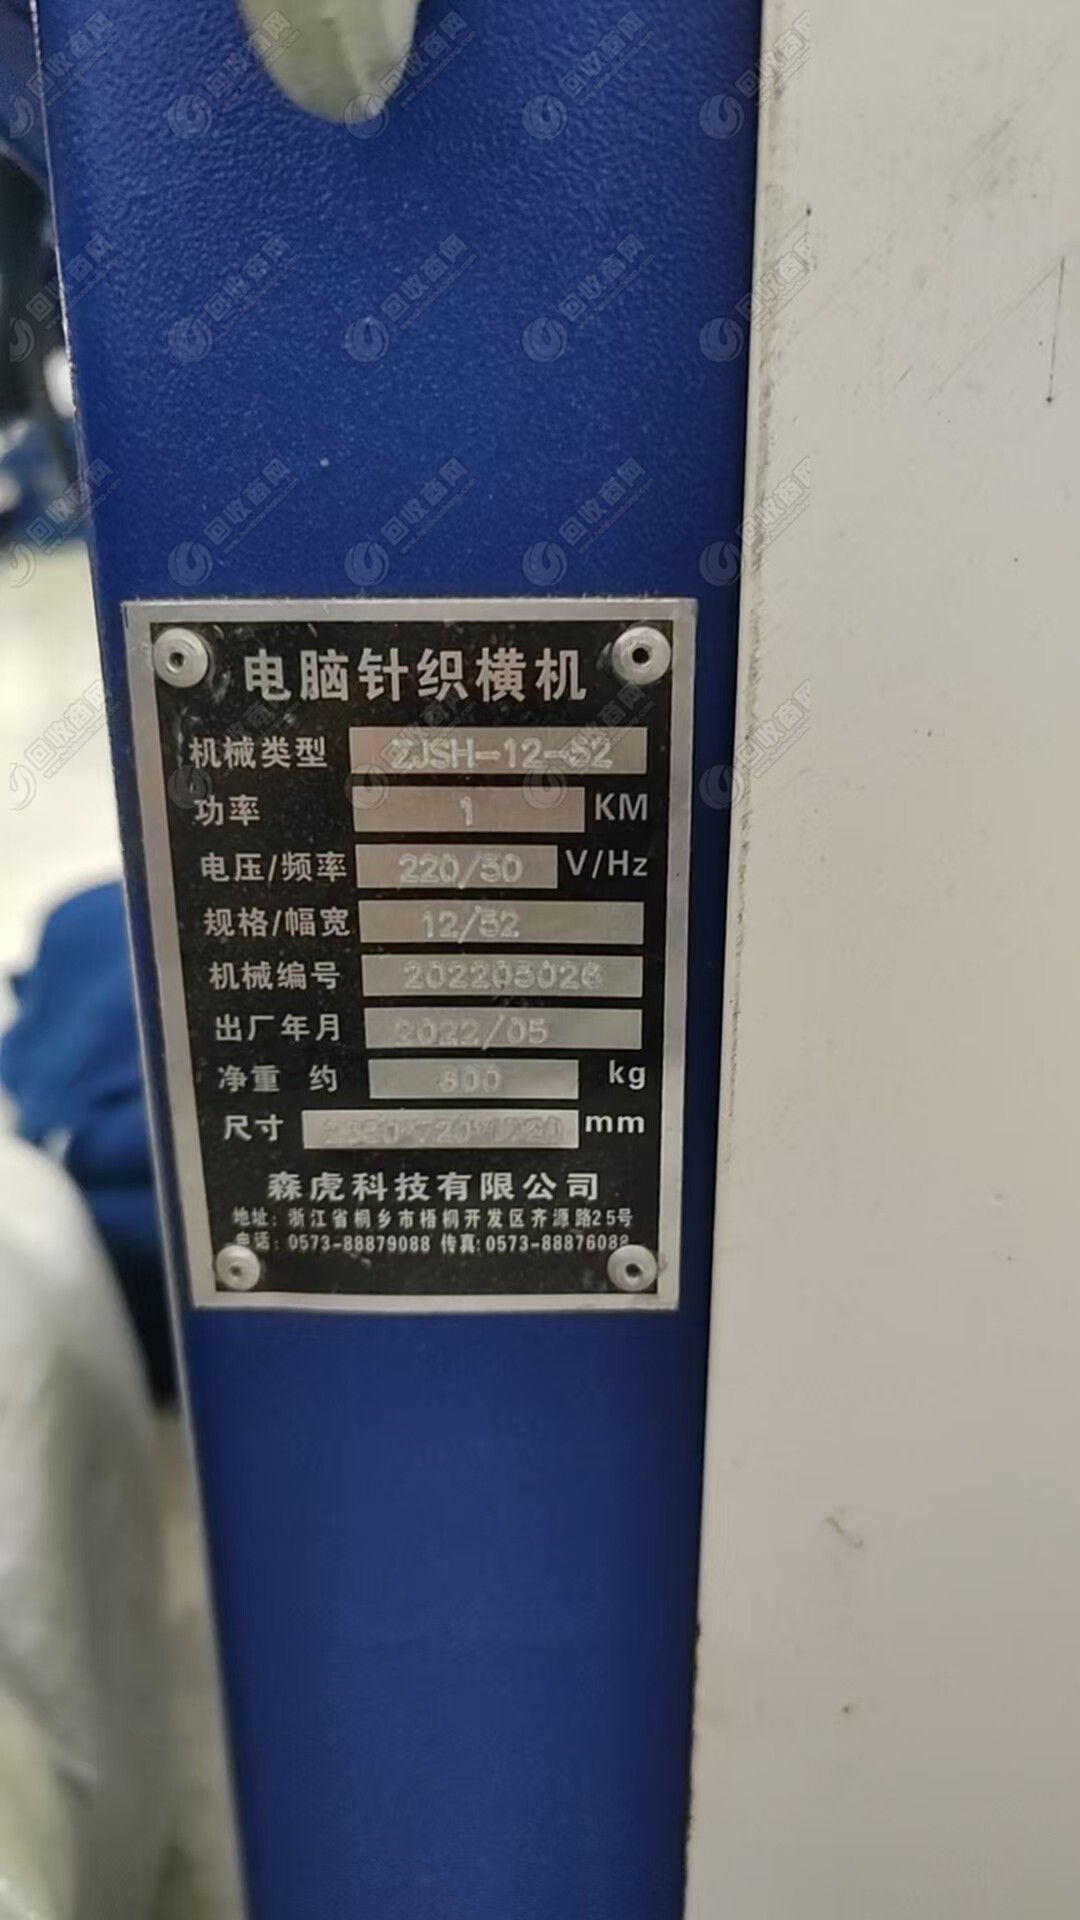 电脑针织横机
机械类型 ZJSH-12-52
功率 1 KM
电压/频率 220/50 V/Hz
规格/幅宽 12/52
机械编号 202205026
出厂年月 2022/05
净重 约 kg
尺寸 mm
森虎科技有限公司
地址：浙江省桐乡市梧桐开发区齐源路25号
电话：0573-88879088 传真:0573-88876088
回收商网